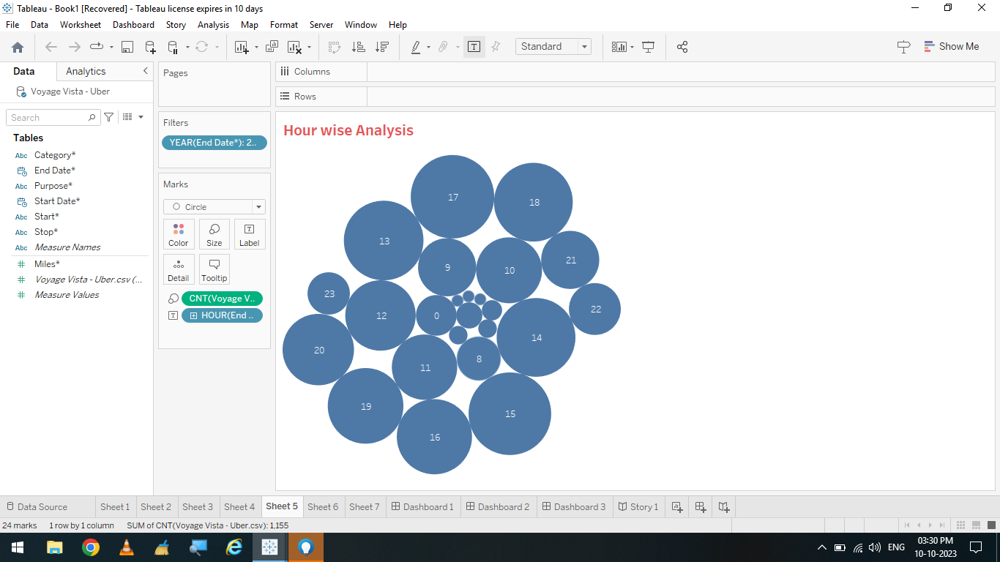 Tableau - Book1 [Recovered] - Tableau license expires in 10 days
File Data Worksheet Dashboard Story Analysis Map Format Server Window Help
Standard
Show Me
Data Analytics
Voyage Vista - Uber
Search
Tables
Abc Category*
End Date*
Abc Purpose*
Start Date*
Abc Start*
Abc Stop*
Abc Measure Names
Miles*
Voyage Vista - Uber.csv (...
Measure Values
Pages
Filters
YEAR(End Date*): 2..
Marks
Circle
Color Size Label
Detail Tooltip
CNT(Voyage V..
HOUR(End ..
Columns
Rows
Hour wise Analysis
17
18
13
21
9
10
23
22
12
0
14
20
8
11
19
15
16
Data Source Sheet 1 Sheet 2 Sheet 3 Sheet 4 Sheet 5 Sheet 6 Sheet 7 Dashboard 1 Dashboard 2 Dashboard 3 Story 1
24 marks 1 row by 1 column SUM of CNT(Voyage Vista - Uber.csv): 1,155
ENG
03:30 PM
10-10-2023